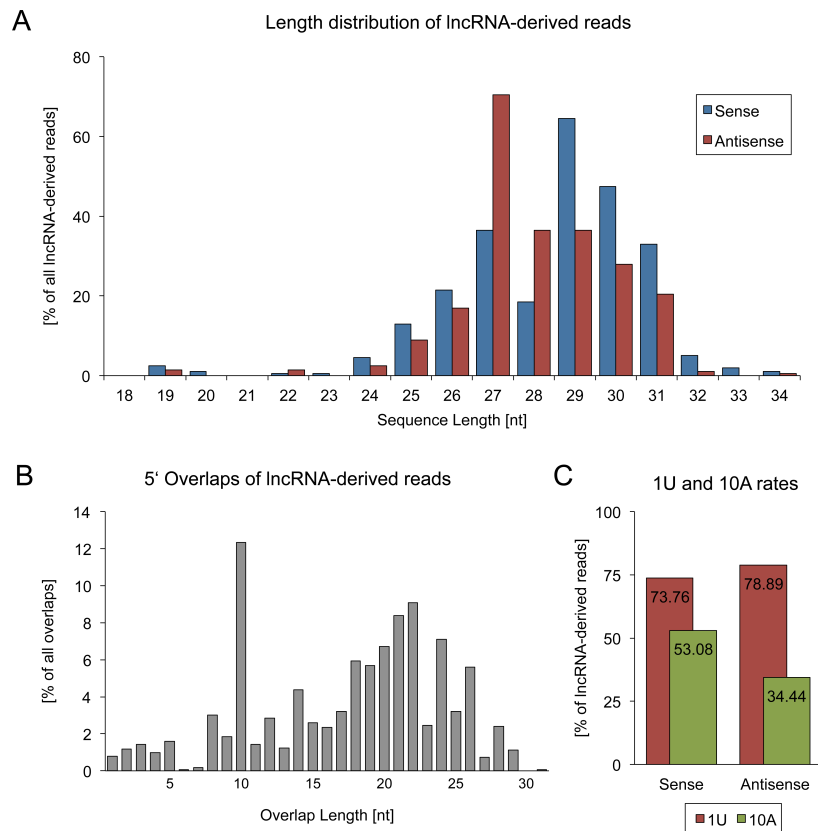 A
Length distribution of lncRNA-derived reads
[% of all lncRNA-derived reads]
80
60
40
20
0
Sense
Antisense
18 19 20 21 22 23 24 25 26 27 28 29 30 31 32 33 34
Sequence Length [nt]
B
5‘ Overlaps of lncRNA-derived reads
[% of all overlaps]
14
12
10
8
6
4
2
0
5 10 15 20 25 30
Overlap Length [nt]
C
1U and 10A rates
[% of lncRNA-derived reads]
100
75
50
25
0
73.76
53.08
78.89
34.44
Sense Antisense
1U 10A